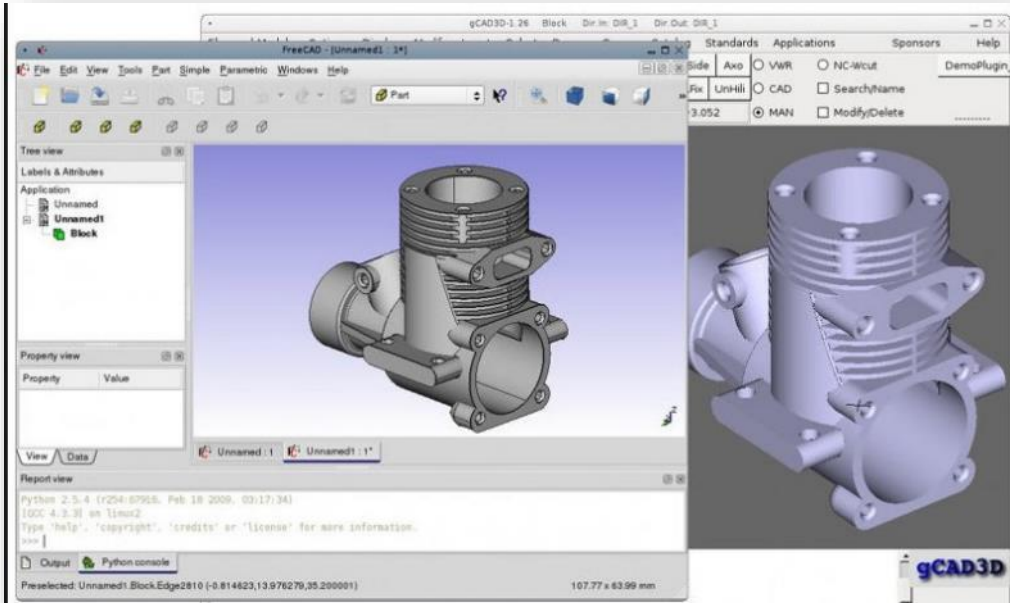 gCAD3D-1.26 Block Dir.In: DIR_1 Dir.Out: DIR_1
Standards Applications Sponsors Help
Side Axo VWR NC-Wcut DemoPlugin
Fix UnHili CAD Search/Name
3.052 MAN Modify/Delete
FreeCAD - [Unnamed1 : 1*]
File Edit View Tools Part Simple Parametric Windows Help
Part
Tree view
Labels & Attributes
Application
Unnamed
Unnamed1
Block
Property view
Property Value
View Data
Unnamed : 1 Unnamed1 : 1*
Report view
Python 2.5.4 (r254:67916, Feb 18 2009, 03:17:34)
[GCC 4.3.3] on linux2
Type 'help', 'copyright', 'credits' or 'license' for more information.
>>>
Output Python console
Preselected: Unnamed1.Block.Edge2810 (-0.814623,13.976279,35.200001) 107.77 x 63.99 mm
gCAD3D